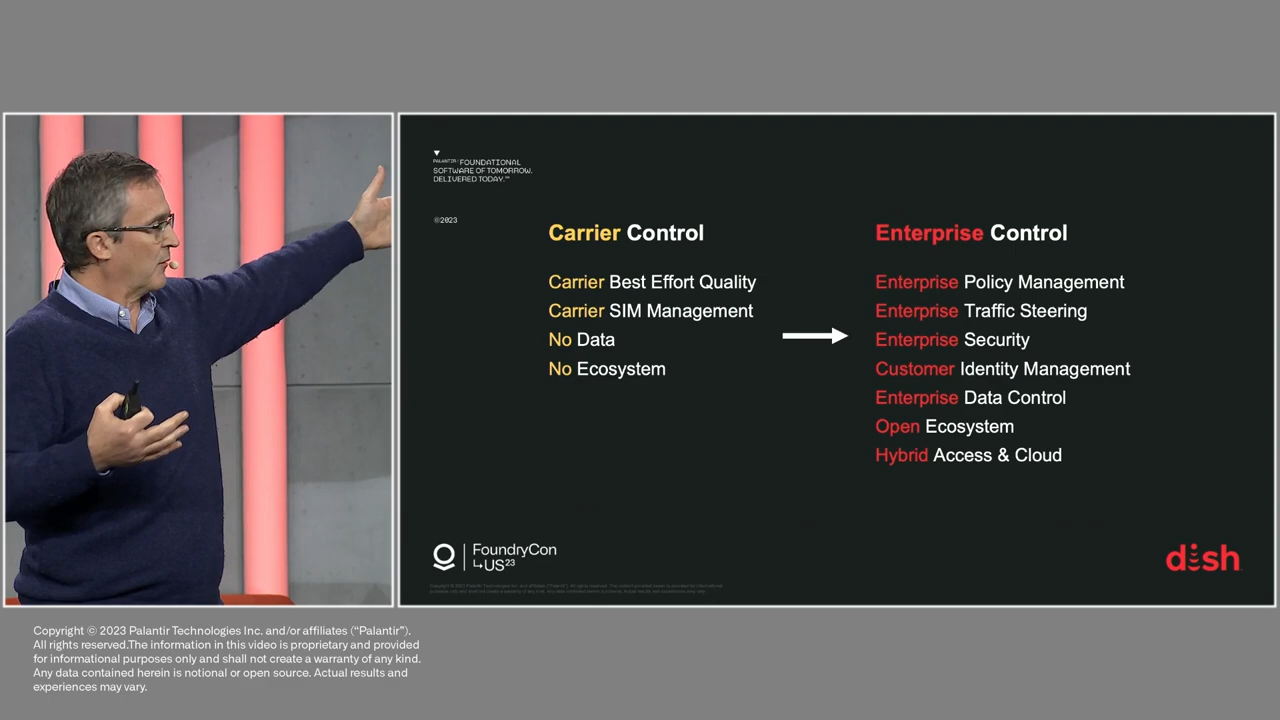 PALANTIR/FOUNDATIONAL
SOFTWARE OF TOMORROW.
DELIVERED TODAY.™
©2023
Carrier Control
Carrier Best Effort Quality
Carrier SIM Management
No Data
No Ecosystem
Enterprise Control
Enterprise Policy Management
Enterprise Traffic Steering
Enterprise Security
Customer Identity Management
Enterprise Data Control
Open Ecosystem
Hybrid Access & Cloud
FoundryCon
↳US23
dish
Copyright © 2023 Palantir Technologies Inc. and/or affiliates (“Palantir”).
All rights reserved.The information in this video is proprietary and provided
for informational purposes only and shall not create a warranty of any kind.
Any data contained herein is notional or open source. Actual results and
experiences may vary.